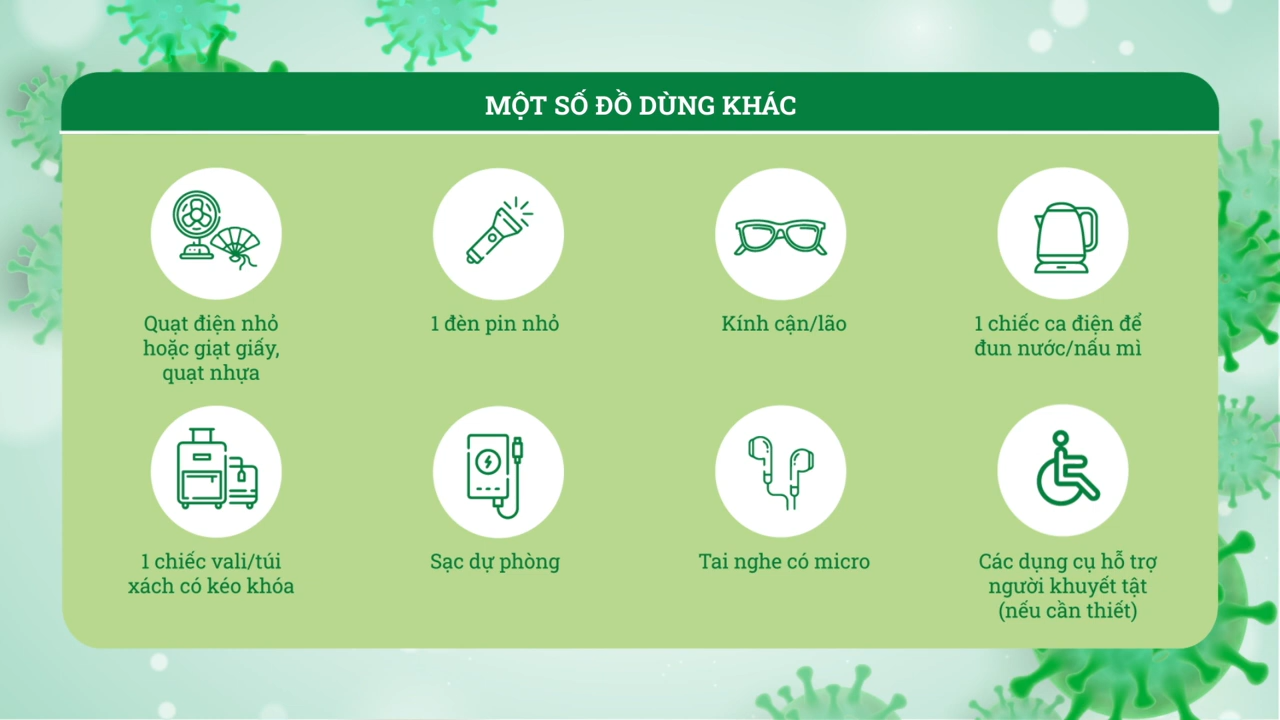 MỘT SỐ ĐỒ DÙNG KHÁC
Quạt điện nhỏ
hoặc giạt giấy,
quạt nhựa
1 đèn pin nhỏ
Kính cận/lão
1 chiếc ca điện để
đun nước/nấu mì
1 chiếc vali/túi
xách có kéo khóa
Sạc dự phòng
Tai nghe có micro
Các dụng cụ hỗ trợ
người khuyết tật
(nếu cần thiết)